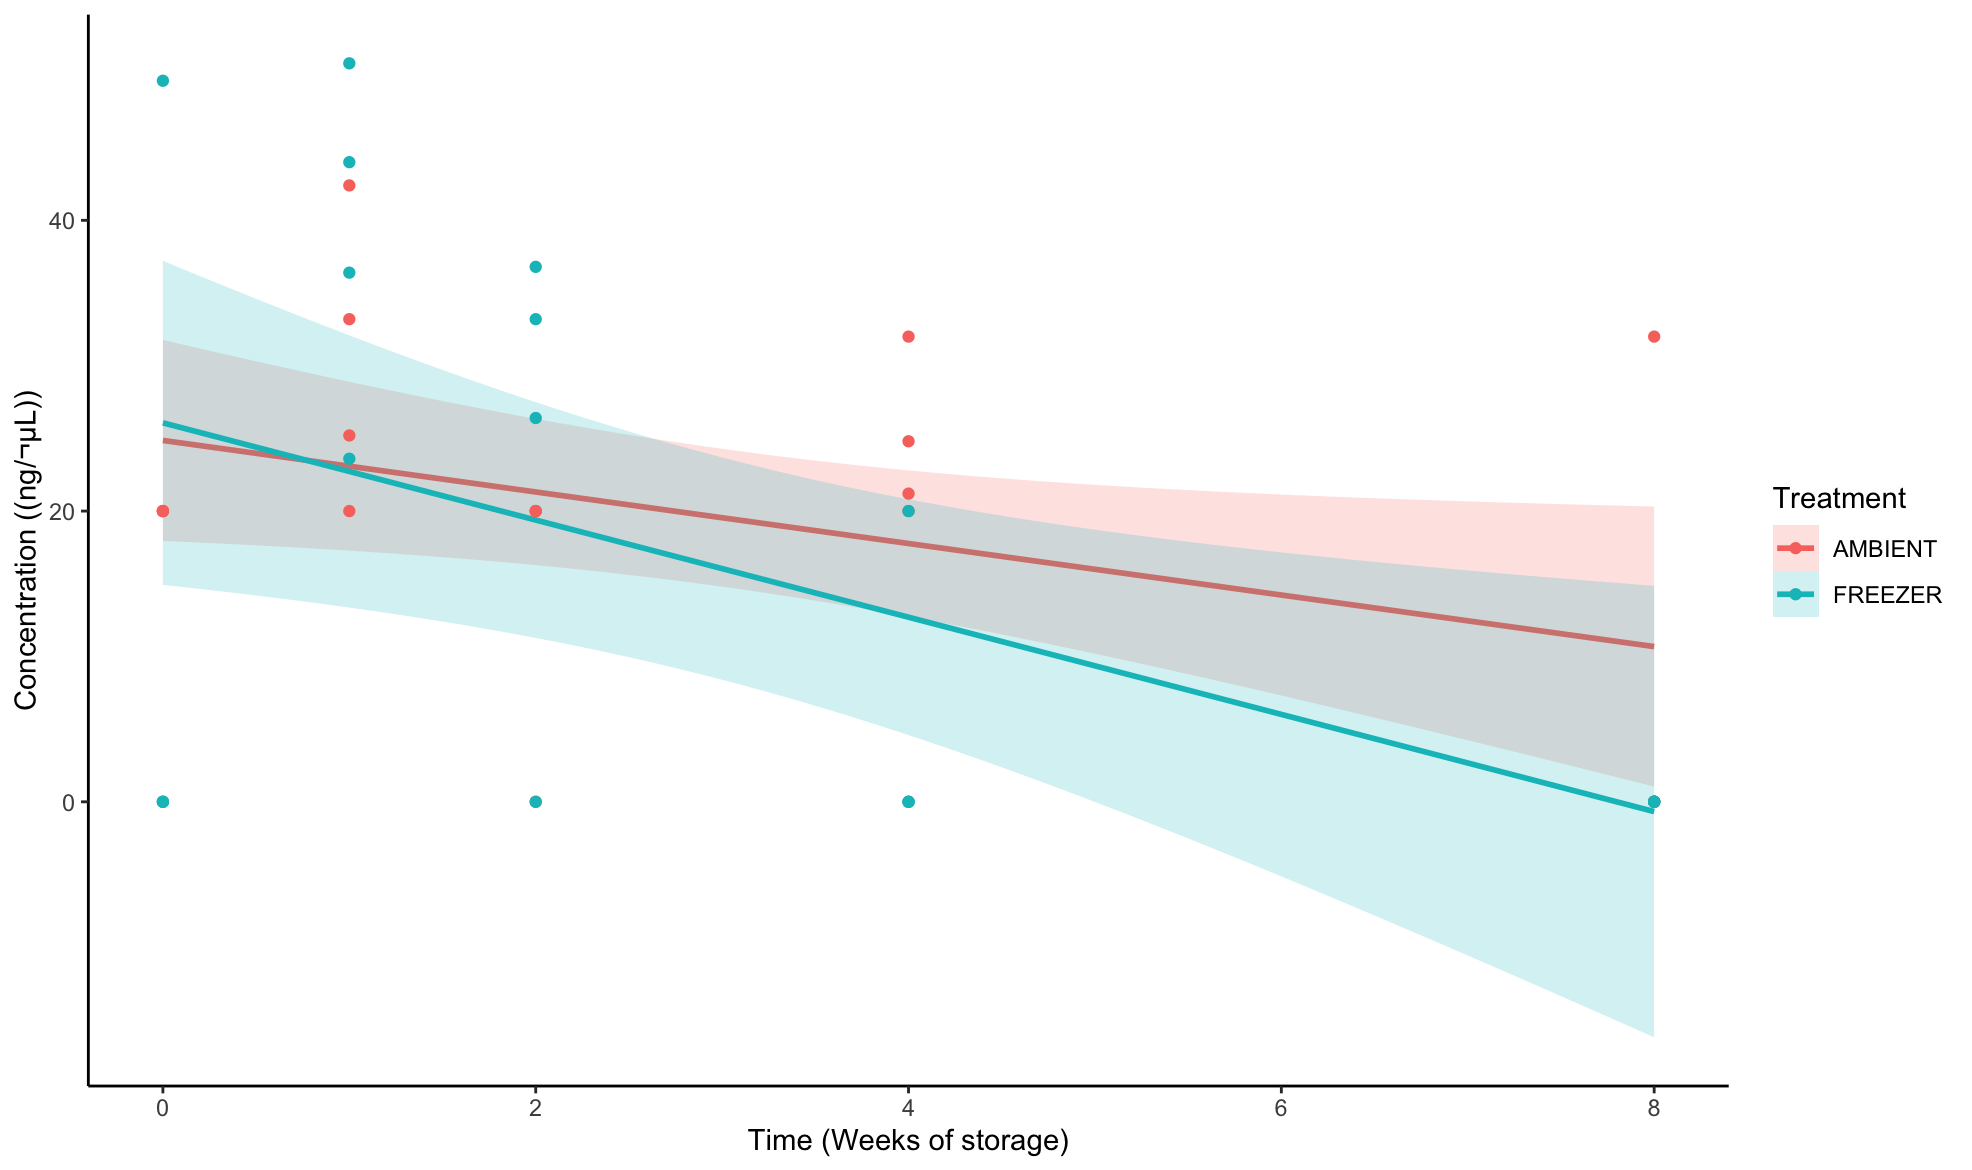 Concentration ((ng/¬µL))
40
20
0
0 2 4 6 8
Time (Weeks of storage)
Treatment
AMBIENT
FREEZER